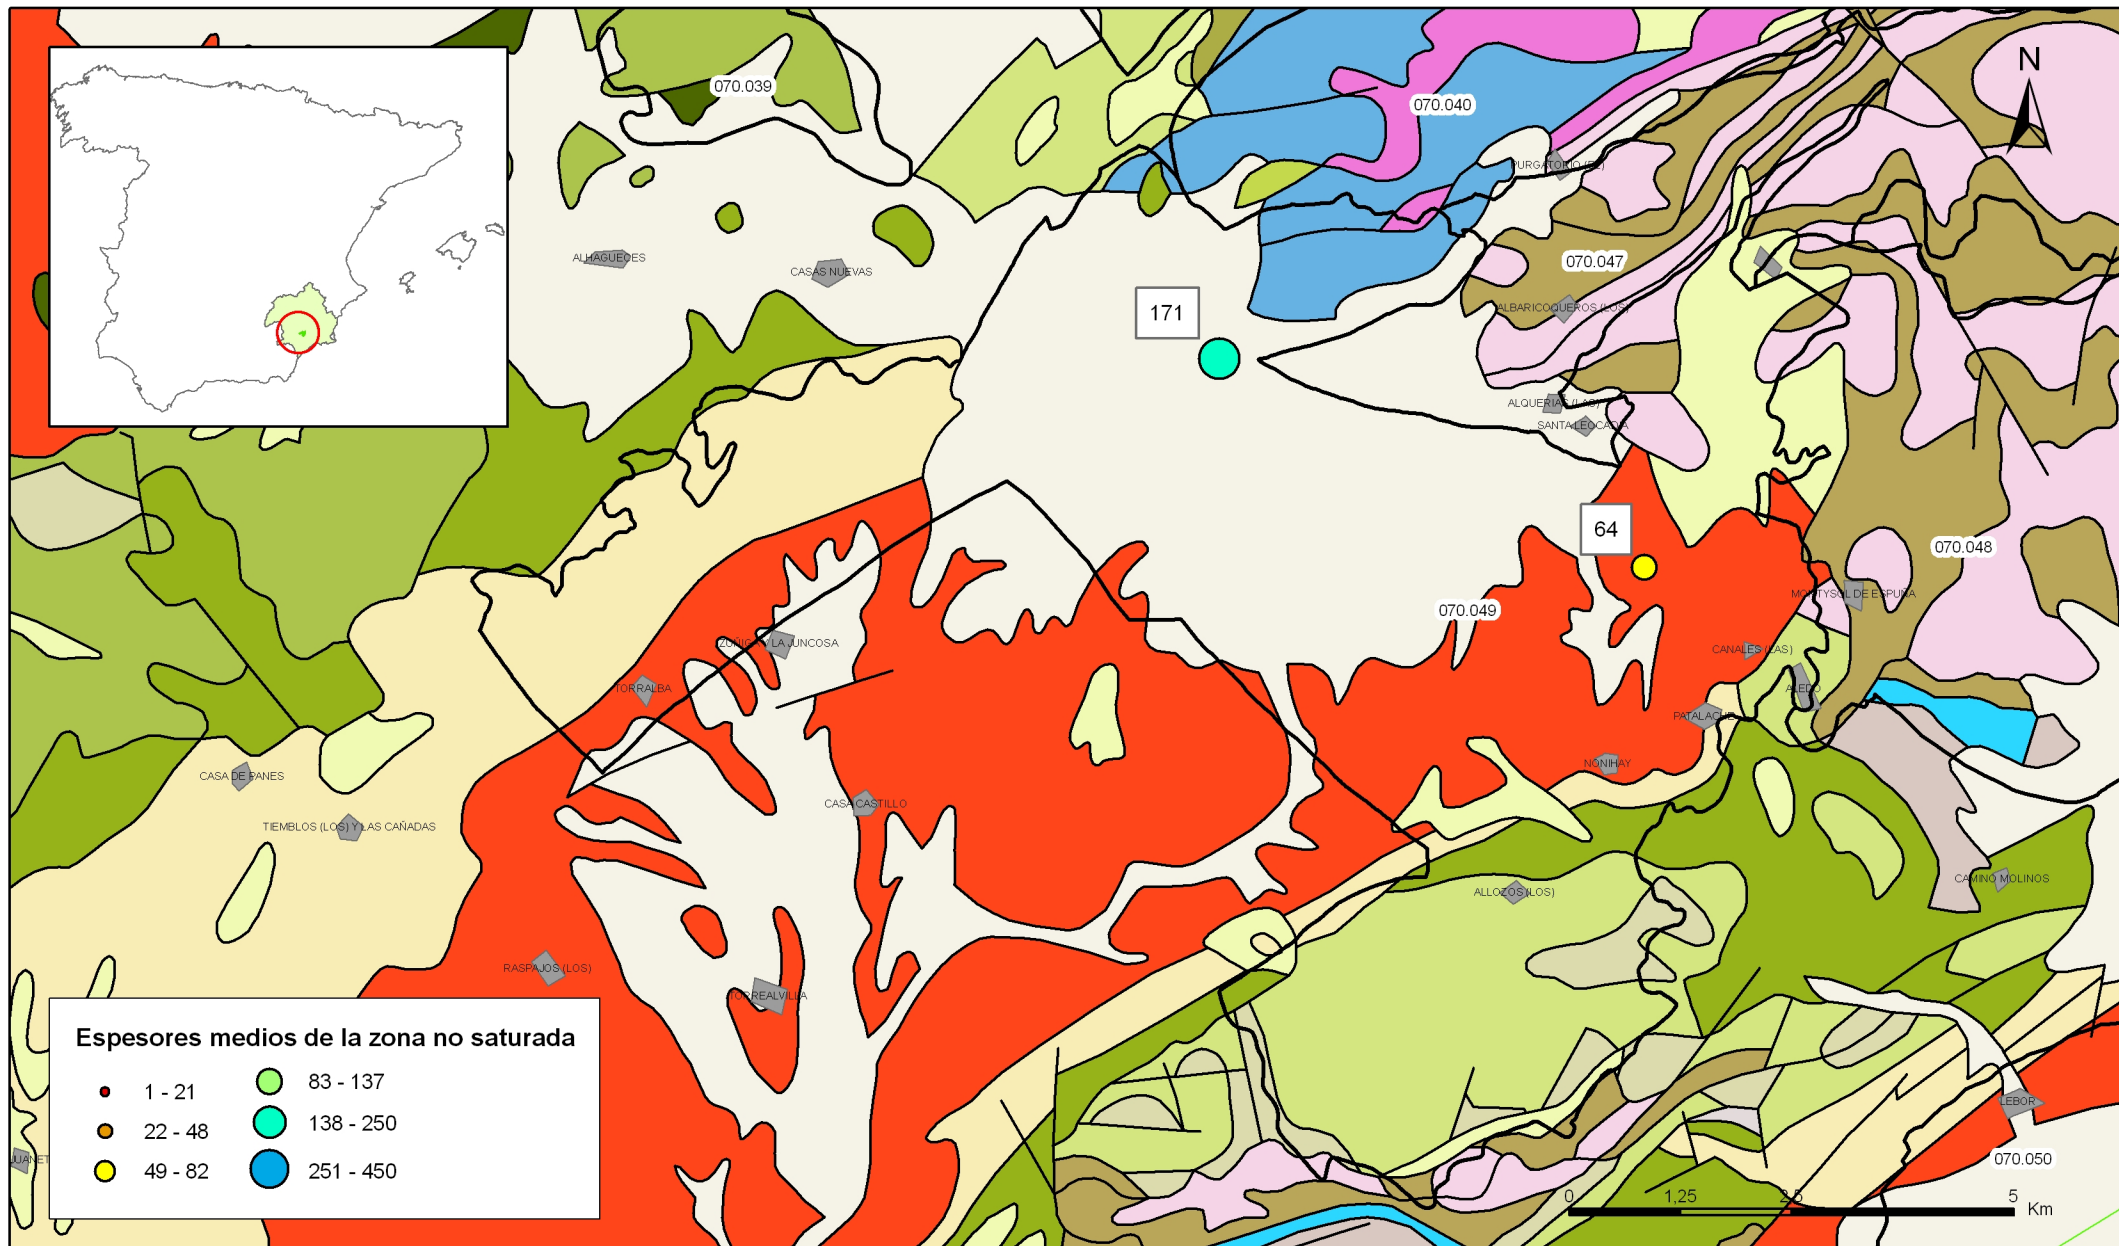 N
070.039
070.040
PURGATORIO (EL)
ALHAGUECES
CASAS NUEVAS
070.047
171
ALBARICOQUEROS (LOS)
ALQUERIAS (LAS)
SANTA LEOCADIA
64
070.048
MONTYSOL DE ESPUÑA
070.049
ZUÑIGA Y LA JUNCOSA
CANALES (LAS)
TORRALBA
ALEDO
PATALACHE
NONIHAY
CASA DE PANES
CASA CASTILLO
TIEMBLOS (LOS) Y LAS CAÑADAS
ALLOZOS (LOS)
CAMINO MOLINOS
RASPAJOS (LOS)
TORREALVILLA
Espesores medios de la zona no saturada
1 - 21
22 - 48
49 - 82
83 - 137
138 - 250
251 - 450
LEBOR
070.050
0 1,25 2,5 5
Km